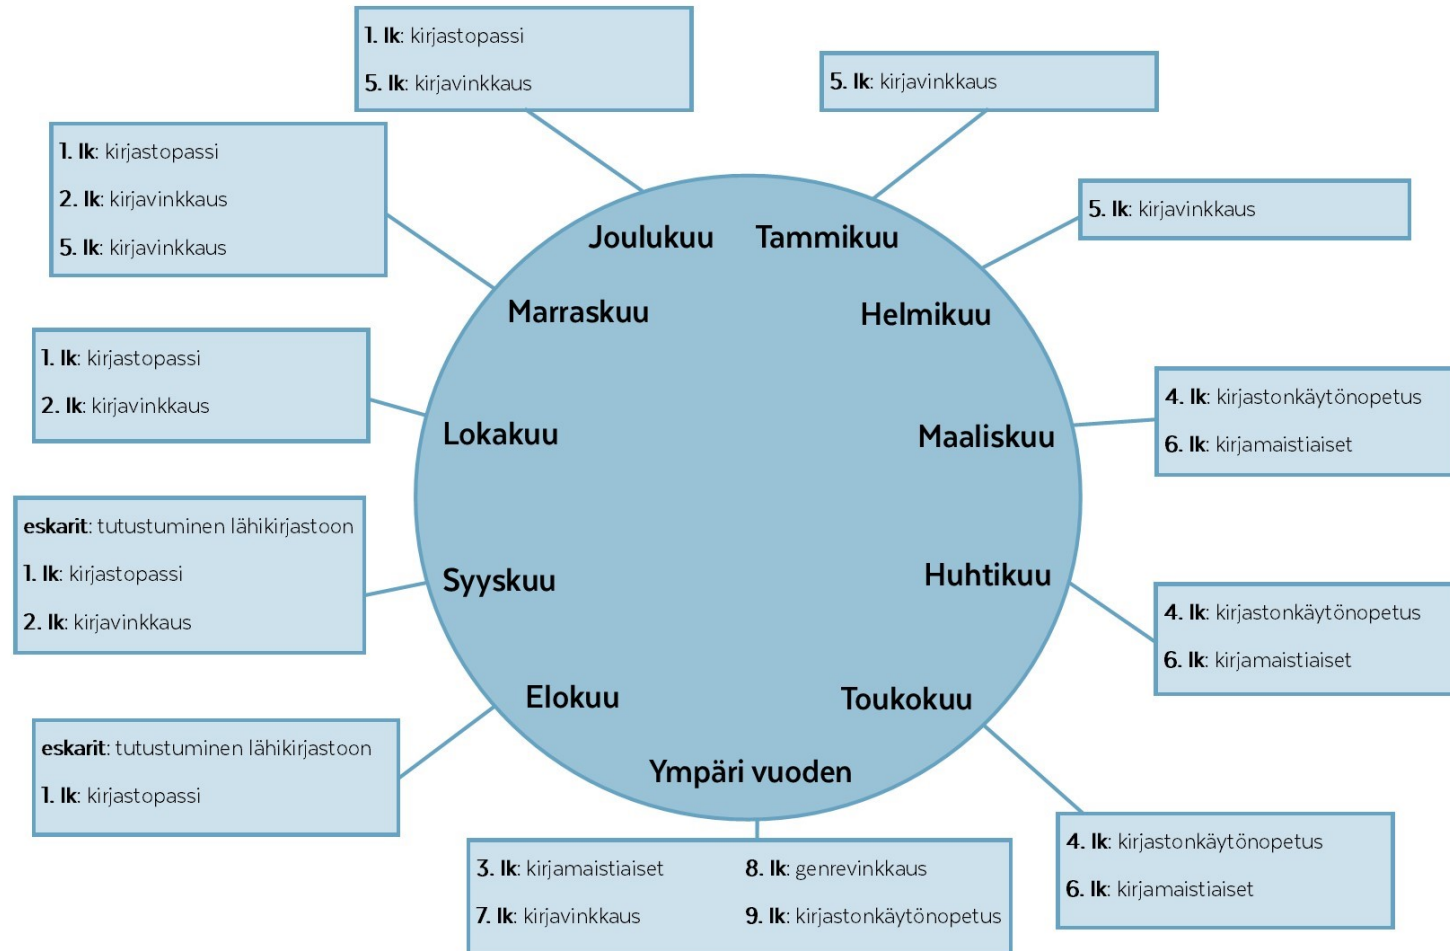 1. lk: kirjastopassi
5. lk: kirjavinkkaus
5. lk: kirjavinkkaus
1. lk: kirjastopassi
2. lk: kirjavinkkaus
5. lk: kirjavinkkaus
5. lk: kirjavinkkaus
Joulukuu
Tammikuu
Marraskuu
Helmikuu
1. lk: kirjastopassi
2. lk: kirjavinkkaus
Lokakuu
Maaliskuu
4. lk: kirjastonkäytönopetus
6. lk: kirjamaistiaiset
eskarit: tutustuminen lähikirjastoon
1. lk: kirjastopassi
2. lk: kirjavinkkaus
Syyskuu
Huhtikuu
4. lk: kirjastonkäytönopetus
6. lk: kirjamaistiaiset
Elokuu
Toukokuu
eskarit: tutustuminen lähikirjastoon
1. lk: kirjastopassi
Ympäri vuoden
4. lk: kirjastonkäytönopetus
6. lk: kirjamaistiaiset
3. lk: kirjamaistiaiset
7. lk: kirjavinkkaus
8. lk: genrevinkkaus
9. lk: kirjastonkäytönopetus